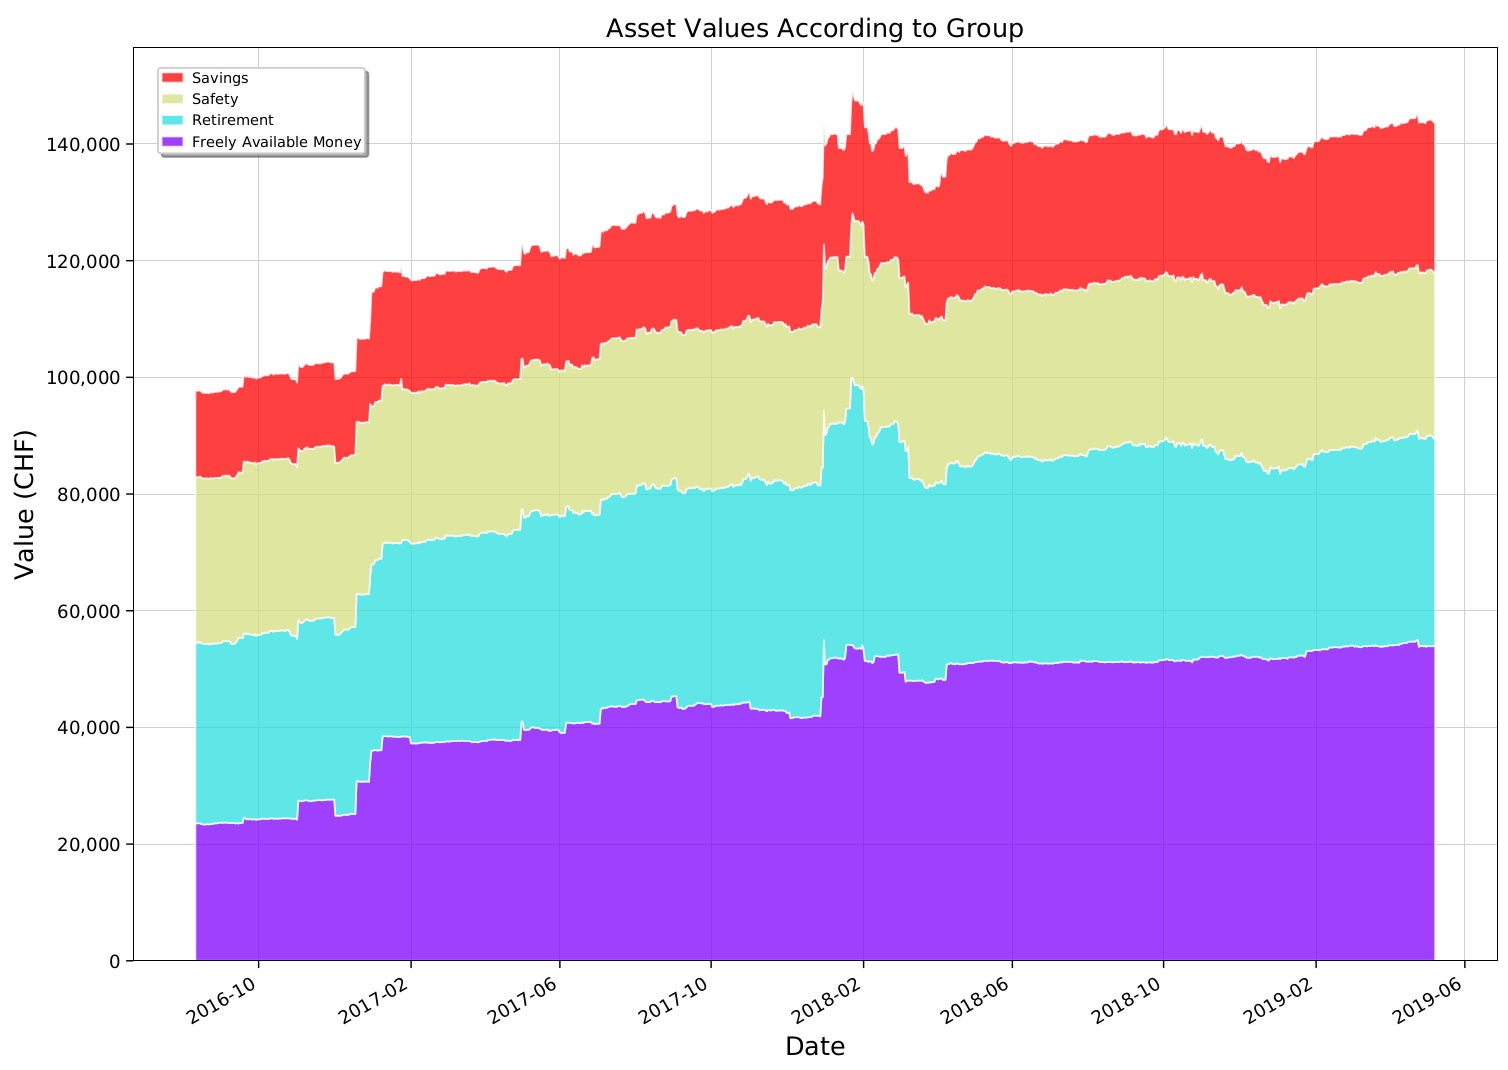 Asset Values According to Group
Savings
Safety
Retirement
Freely Available Money
140,000
120,000
100,000
80,000
60,000
40,000
20,000
0
Value (CHF)
2016-10
2017-02
2017-06
2017-10
2018-02
2018-06
2018-10
2019-02
2019-06
Date